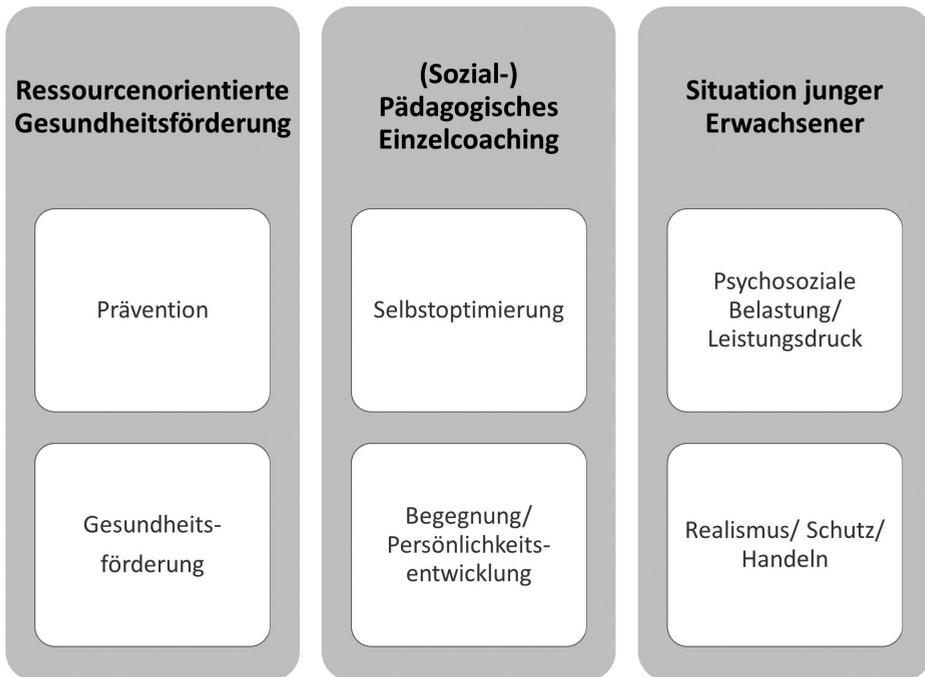 Ressourcenorientierte
Gesundheitsförderung
Prävention
Gesundheits-
förderung
(Sozial-)
Pädagogisches
Einzelcoaching
Selbstoptimierung
Begegnung/
Persönlichkeits-
entwicklung
Situation junger
Erwachsener
Psychosoziale
Belastung/
Leistungsdruck
Realismus/ Schutz/
Handeln